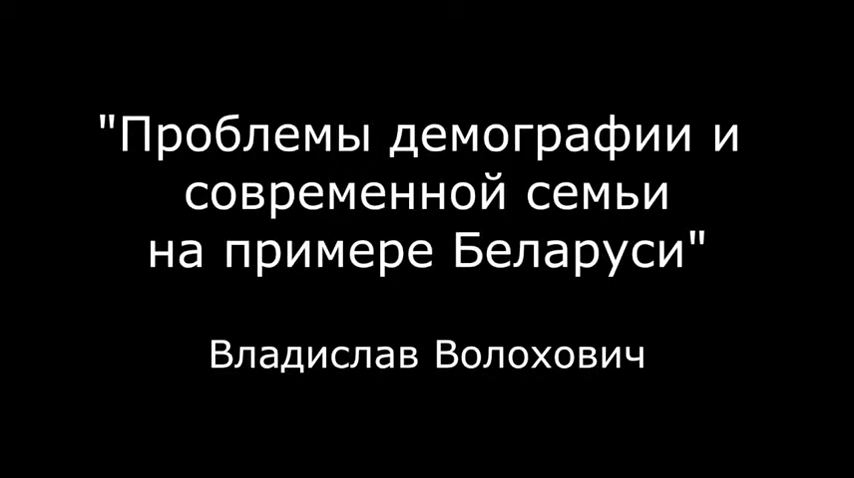 "Проблемы демографии и
современной семьи
на примере Беларуси"
Владислав Волохович